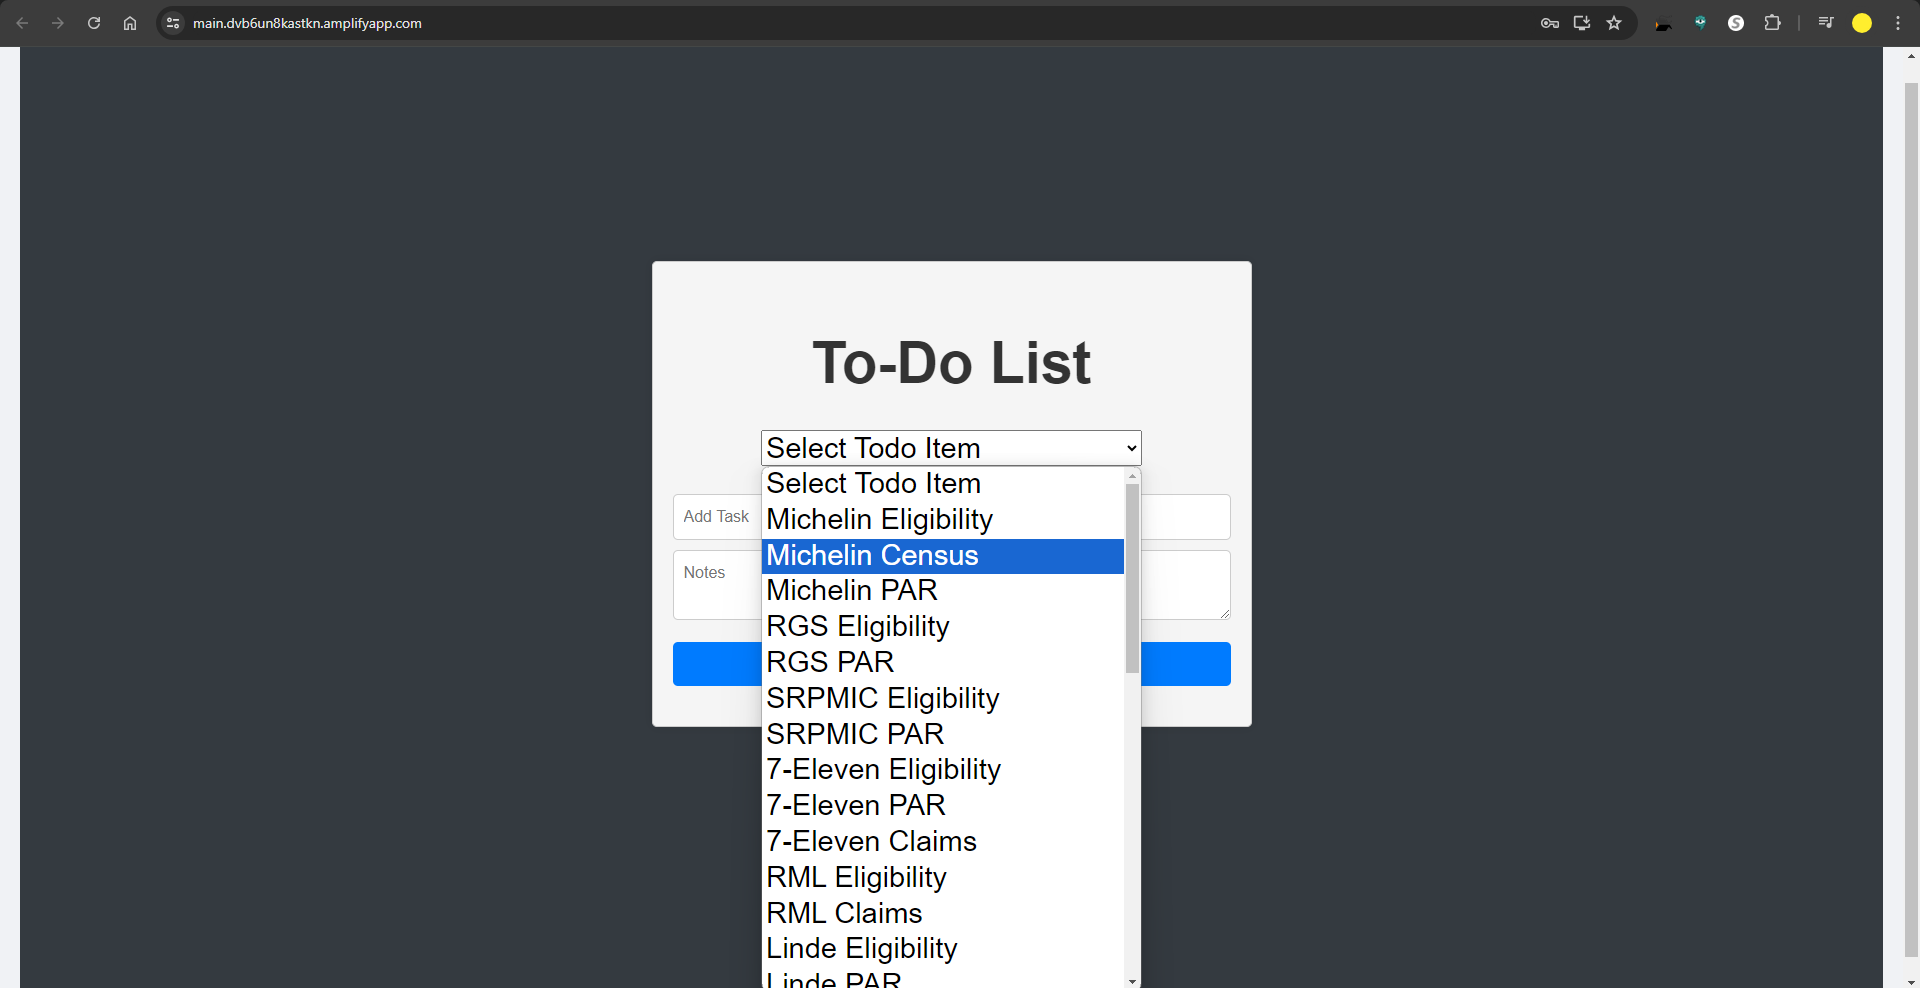 main.dvb6un8kastkn.amplifyapp.com
To-Do List
Select Todo Item
Select Todo Item
Michelin Eligibility
Michelin Census
Michelin PAR
RGS Eligibility
RGS PAR
SRPMIC Eligibility
SRPMIC PAR
7-Eleven Eligibility
7-Eleven PAR
7-Eleven Claims
RML Eligibility
RML Claims
Linde Eligibility
Linde PAR
Add Task
Notes